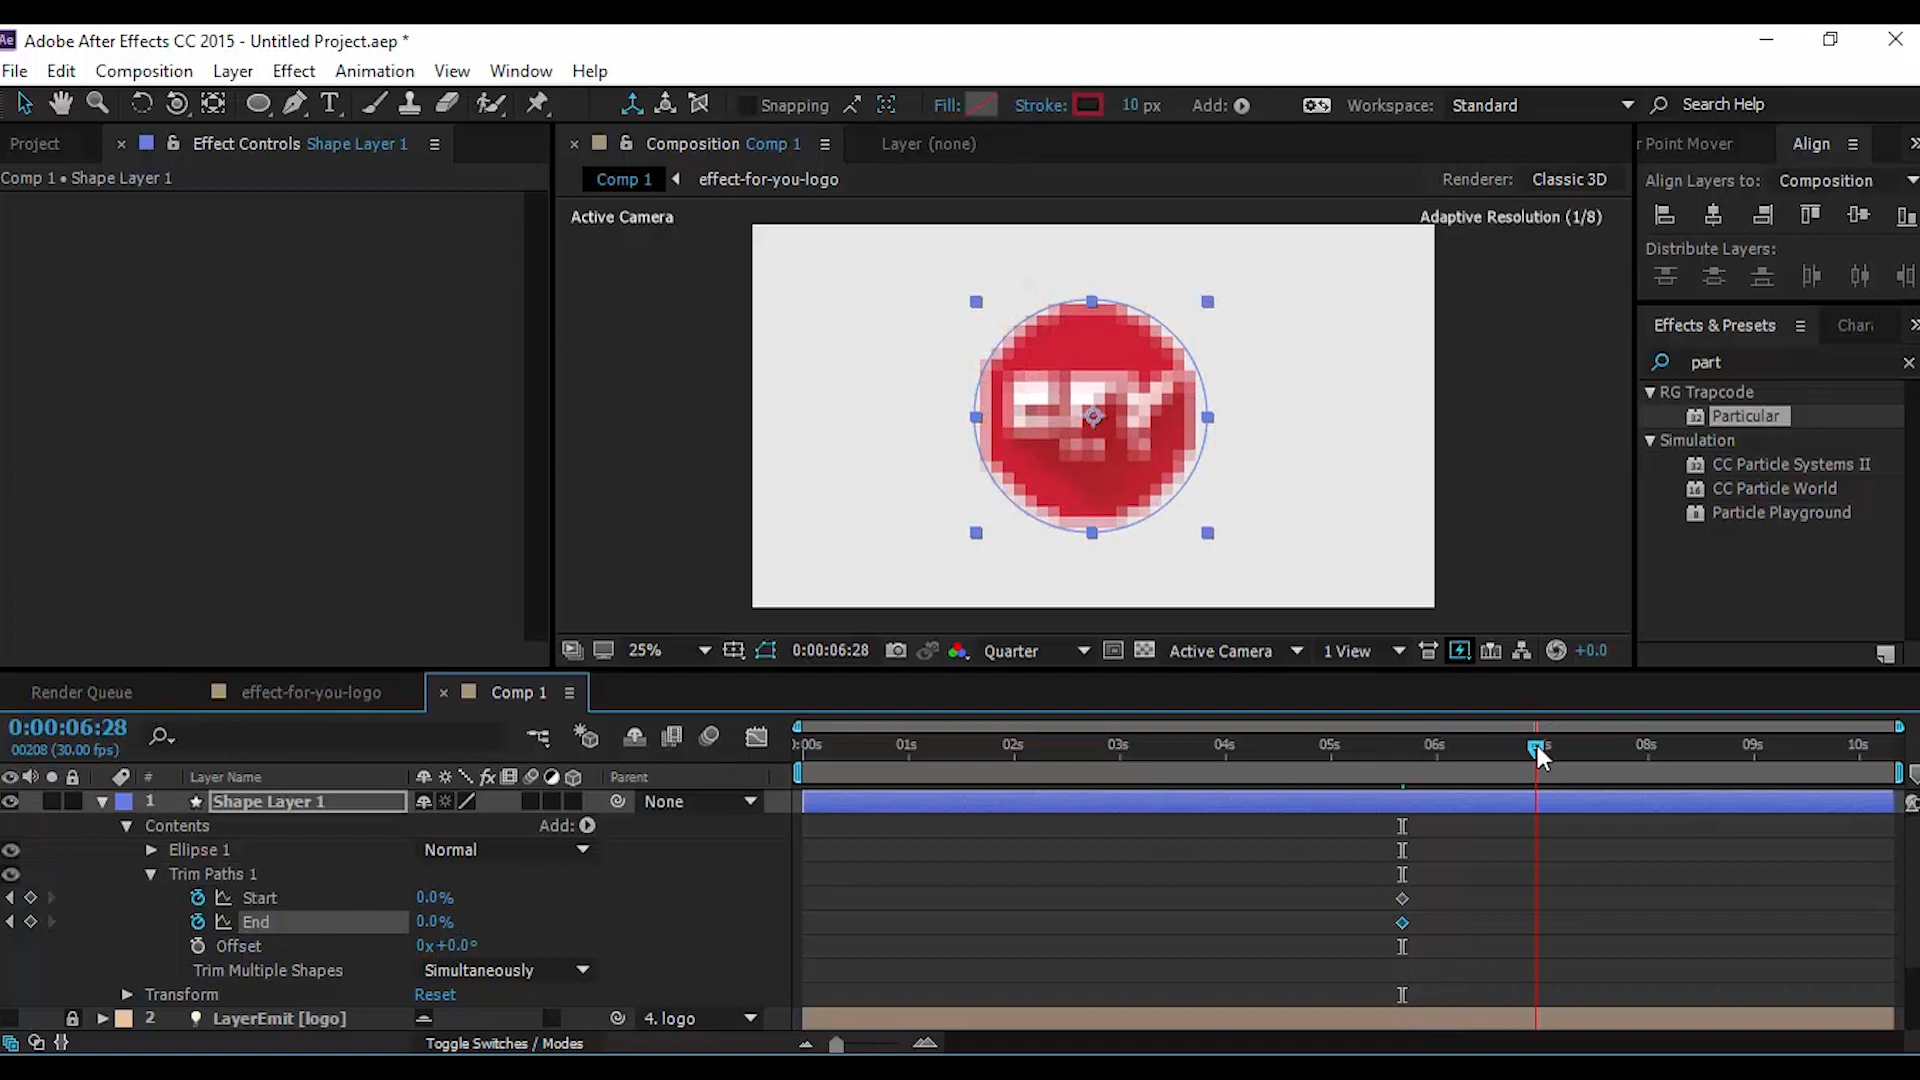 Ae Adobe After Effects CC 2015 - Untitled Project.aep *
File Edit Composition Layer Effect Animation View Window Help
T Snapping Fill: Stroke: 10 px Add: Workspace: Standard Search Help
Project Effect Controls Shape Layer 1 Composition Comp 1 Layer (none) r Point Mover Align
Comp 1 • Shape Layer 1 Comp 1 effect-for-you-logo Renderer: Classic 3D Align Layers to: Composition
Active Camera Adaptive Resolution (1/8)
Distribute Layers:
Effects & Presets Char
part
RG Trapcode
32 Particular
Simulation
32 CC Particle Systems II
16 CC Particle World
8 Particle Playground
25% 0:00:06:28 Quarter Active Camera 1 View +0.0
Render Queue effect-for-you-logo Comp 1
0:00:06:28
00208 (30.00 fps)
):00s 01s 02s 03s 04s 05s 06s s 08s 09s 10s
# Layer Name fx Parent
1 Shape Layer 1 None
Contents Add:
Ellipse 1 Normal
Trim Paths 1
Start 0.0%
End 0.0%
Offset 0x+0.0°
Trim Multiple Shapes Simultaneously
Transform Reset
2 LayerEmit [logo] 4. logo
Toggle Switches / Modes